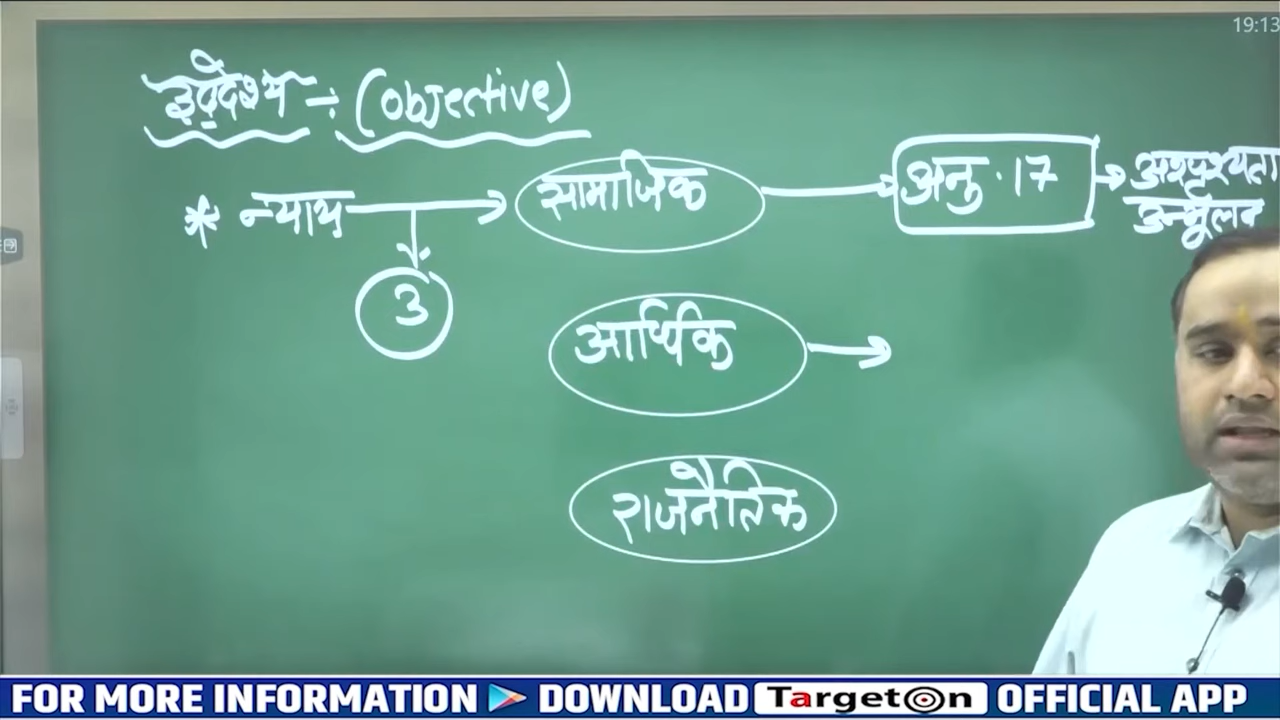 19:13
उद्देश्य ÷ (Objective)
* न्याय → सामाजिक → अनु. 17 → अश्पृश्यता
उन्मूलन
3
आर्थिक →
राजनैतिक
FOR MORE INFORMATION DOWNLOAD TargetOn OFFICIAL APP